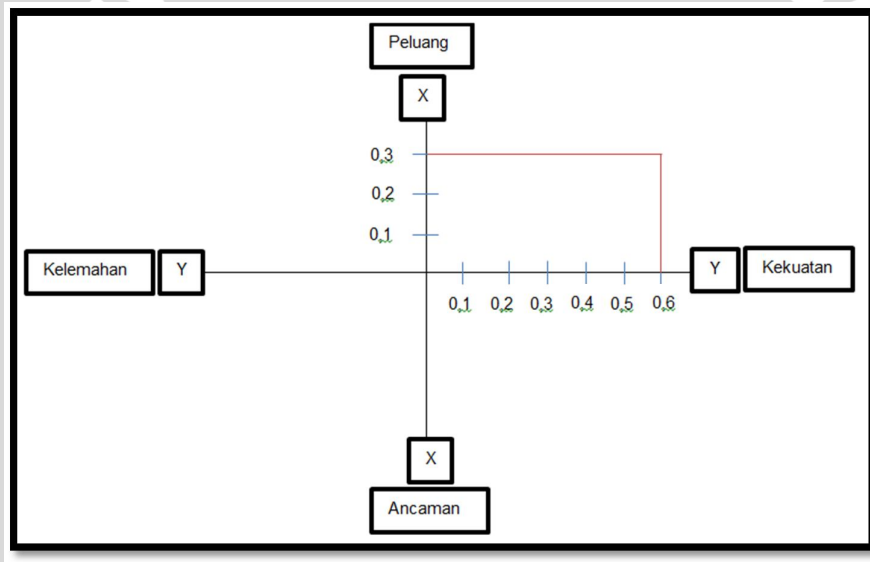 Peluang
X
0,3
0,2
0,1
Kelemahan Y Y Kekuatan
0,1 0,2 0,3 0,4 0,5 0,6
X
Ancaman